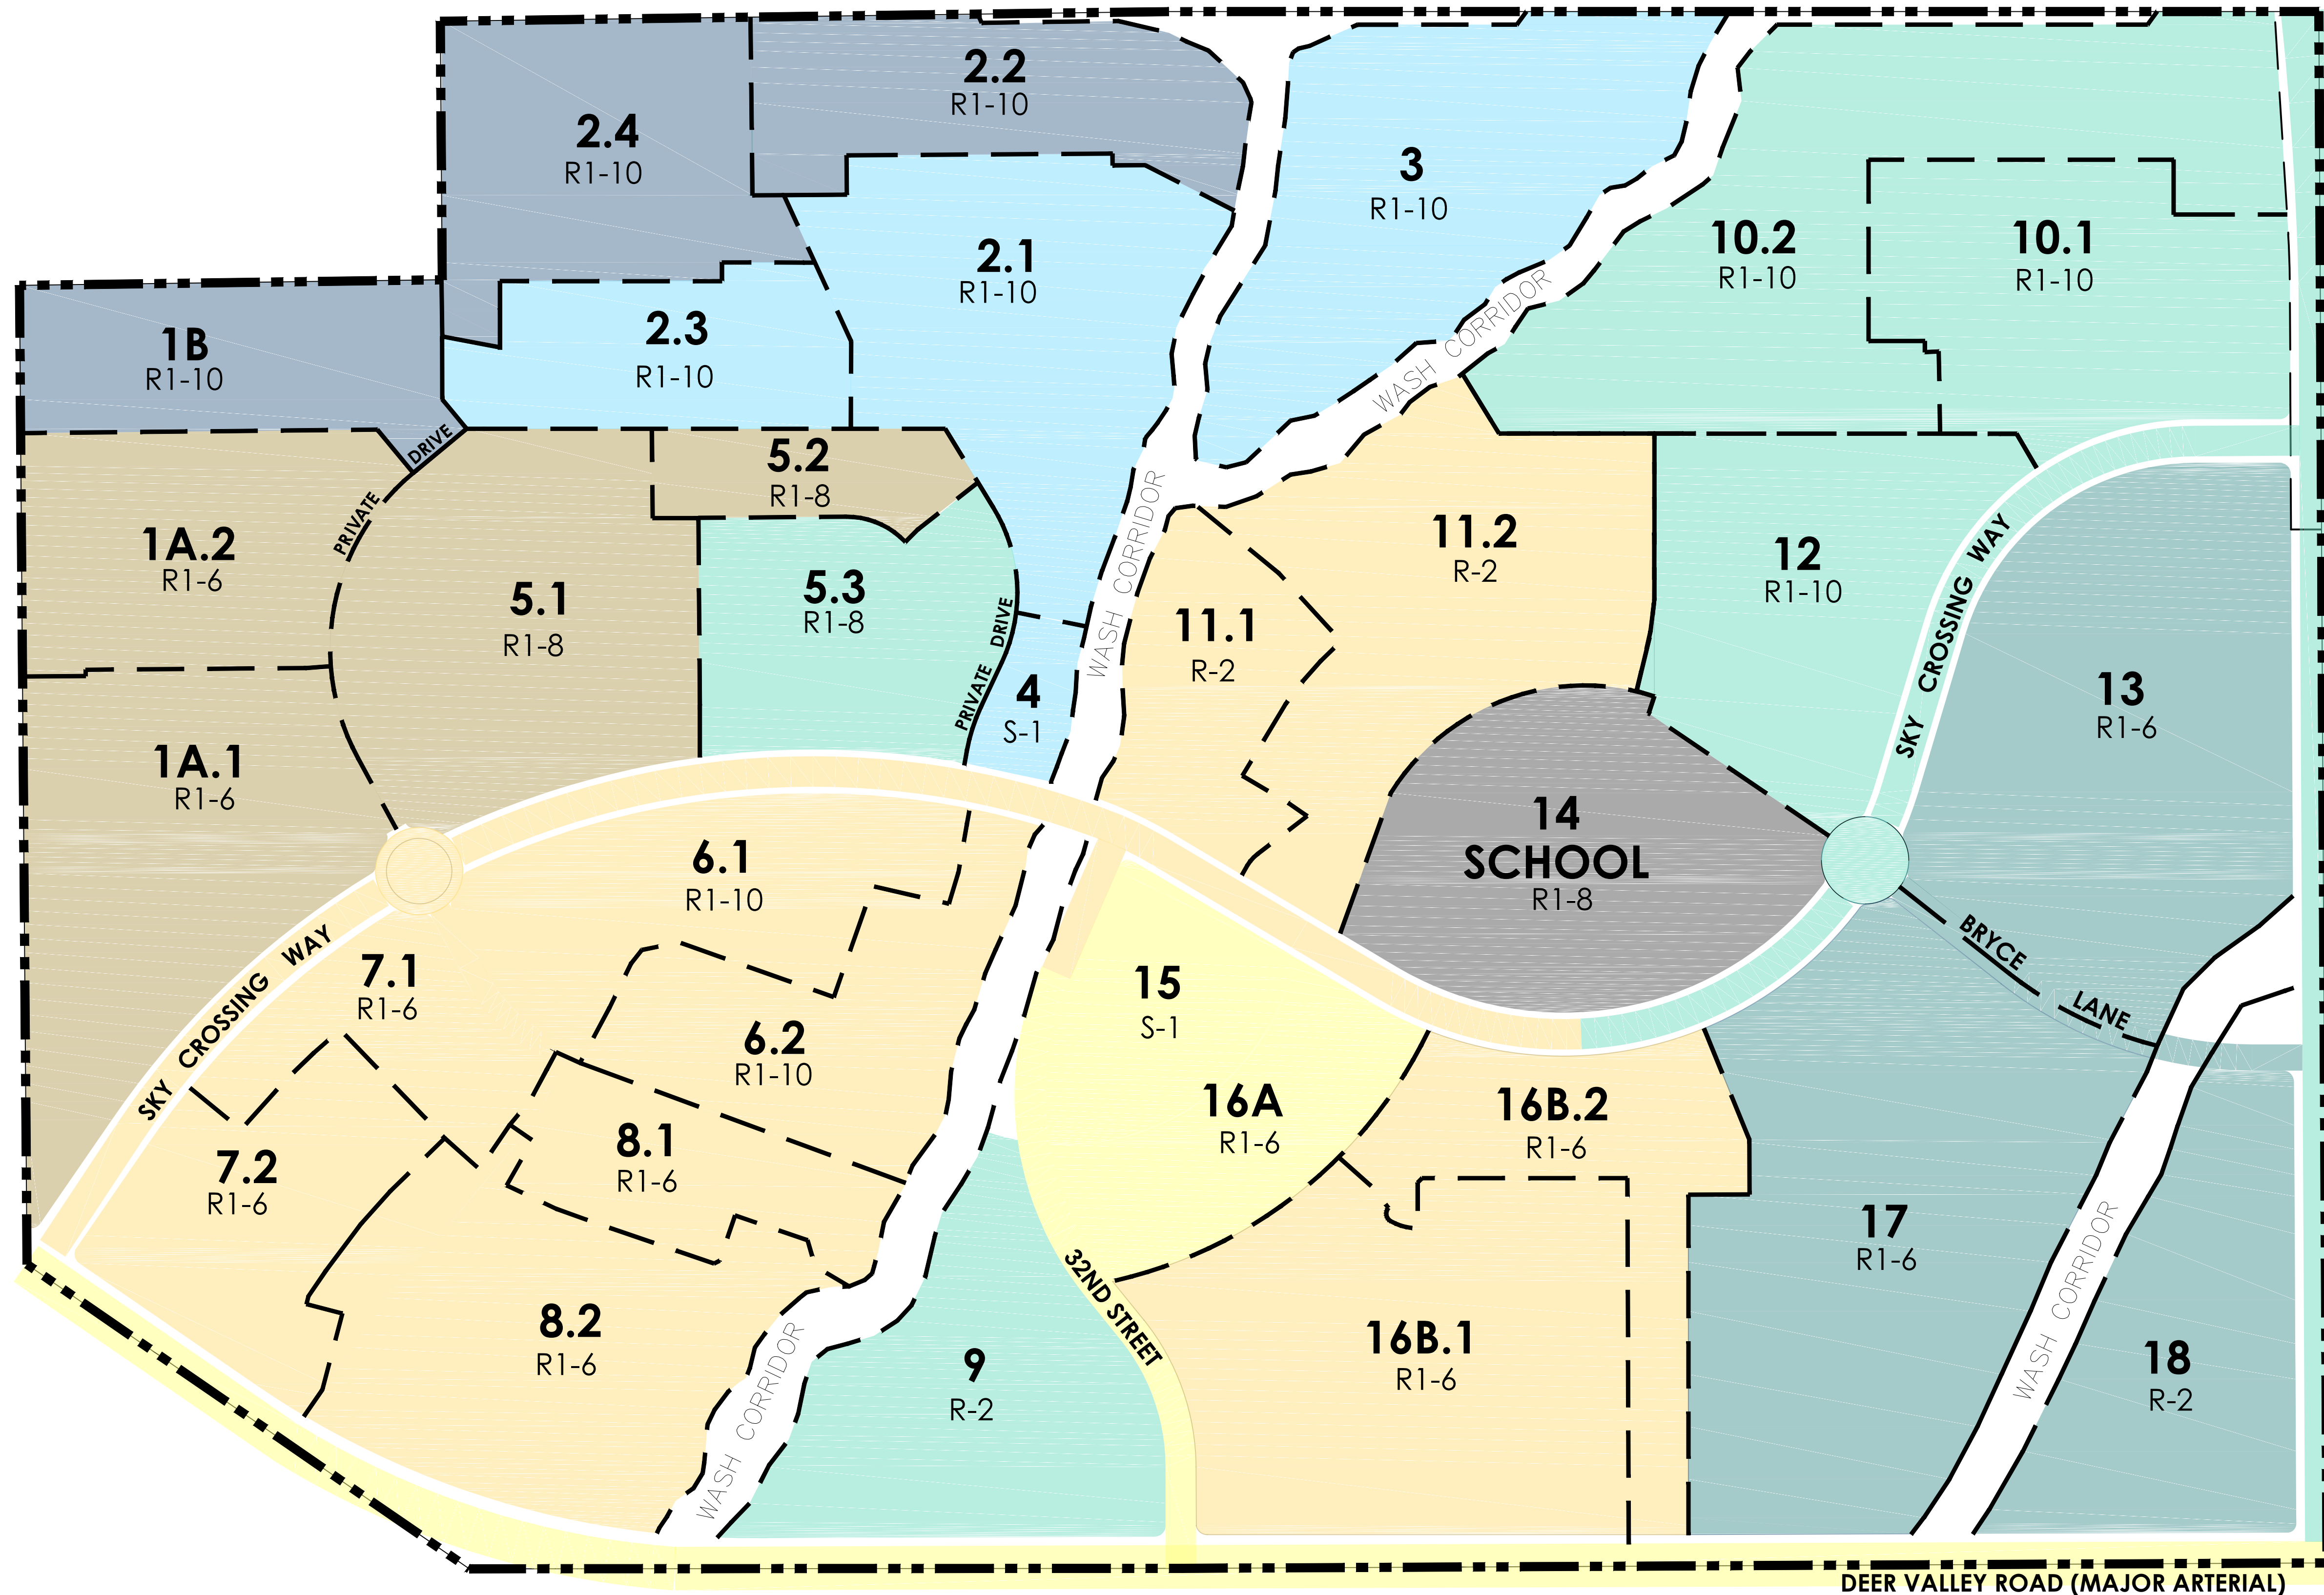 2.2
R1-10
2.4
R1-10
3
R1-10
2.1
R1-10
10.2
R1-10
10.1
R1-10
1B
R1-10
2.3
R1-10
WASH CORRIDOR
DRIVE
PRIVATE
5.2
R1-8
1A.2
R1-6
5.1
R1-8
5.3
R1-8
PRIVATE DRIVE
WASH CORRIDOR
11.2
R-2
11.1
R-2
12
R1-10
SKY CROSSING WAY
13
R1-6
4
S-1
1A.1
R1-6
14
SCHOOL
R1-8
6.1
R1-10
SKY CROSSING WAY
7.1
R1-6
BRYCE LANE
15
S-1
6.2
R1-10
16A
R1-6
16B.2
R1-6
8.1
R1-6
7.2
R1-6
17
R1-6
32ND STREET
WASH CORRIDOR
8.2
R1-6
WASH CORRIDOR
9
R-2
16B.1
R1-6
18
R-2
DEER VALLEY ROAD (MAJOR ARTERIAL)